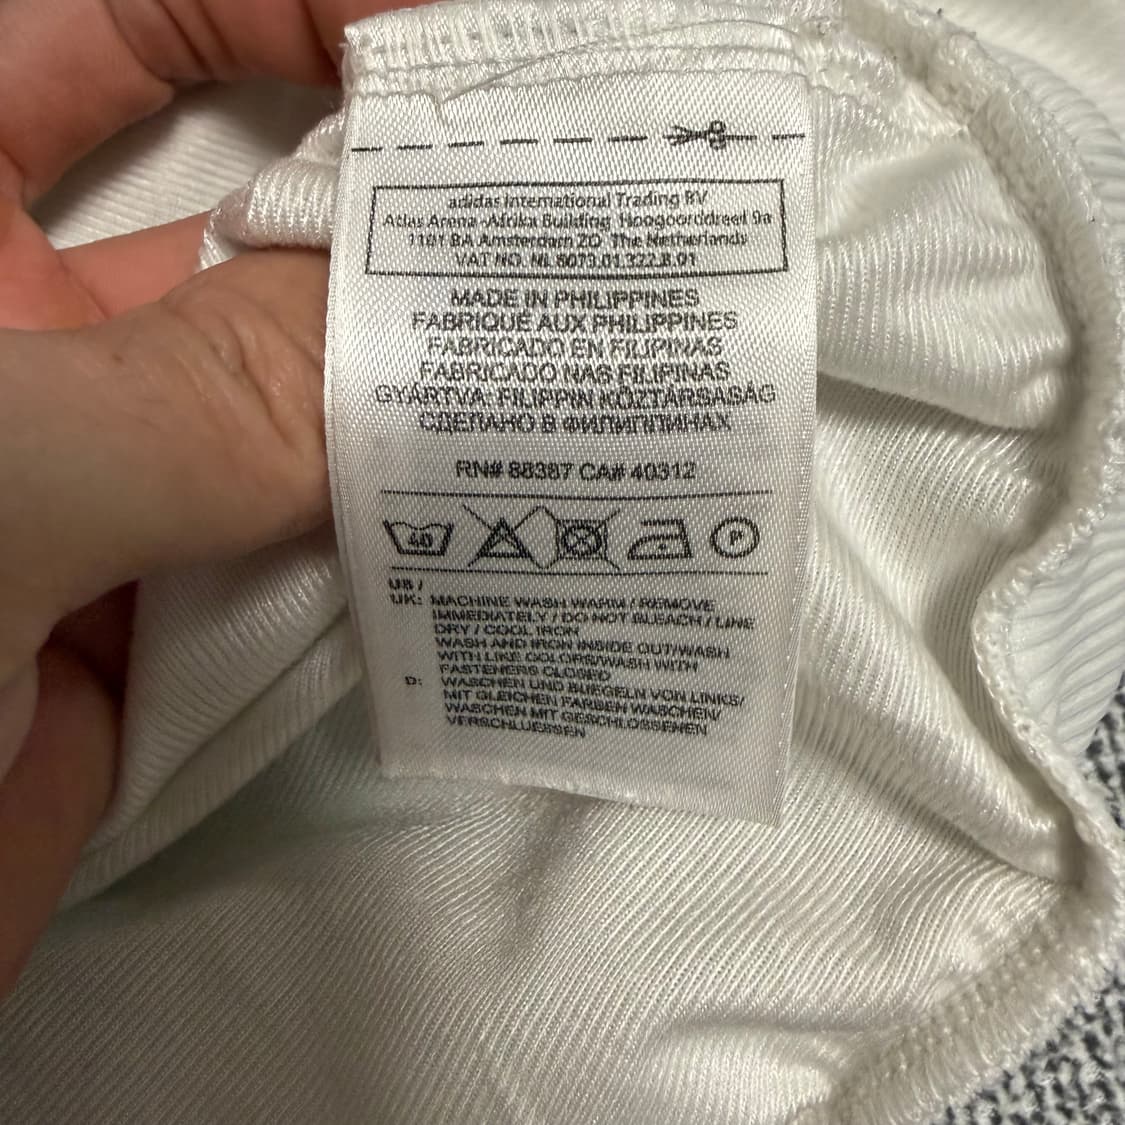 adidas International Trading BV
Atlas Arena -Afrika Building Hoogoorddreed 9a
1101 BA Amsterdam ZO The Netherlands
VAT NO. NL 8073.01.322.B.01
MADE IN PHILIPPINES
FABRIQUÉ AUX PHILIPPINES
FABRICADO EN FILIPINAS
FABRICADO NAS FILIPINAS
GYÁRTVA: FILIPPIN KÖZTÁRSASÁG
СДЕЛАНО В ФИЛИППИНАХ
RN# 88387 CA# 40312
40 P
US /
UK: MACHINE WASH WARM / REMOVE
IMMEDIATELY / DO NOT BLEACH / LINE
DRY / COOL IRON
WASH AND IRON INSIDE OUT/WASH
WITH LIKE COLORS/WASH WITH
FASTENERS CLOSED
D: WASCHEN UND BUEGELN VON LINKS/
MIT GLEICHEN FARBEN WASCHEN/
WASCHEN MIT GESCHLOSSENEN
VERSCHLUESSEN